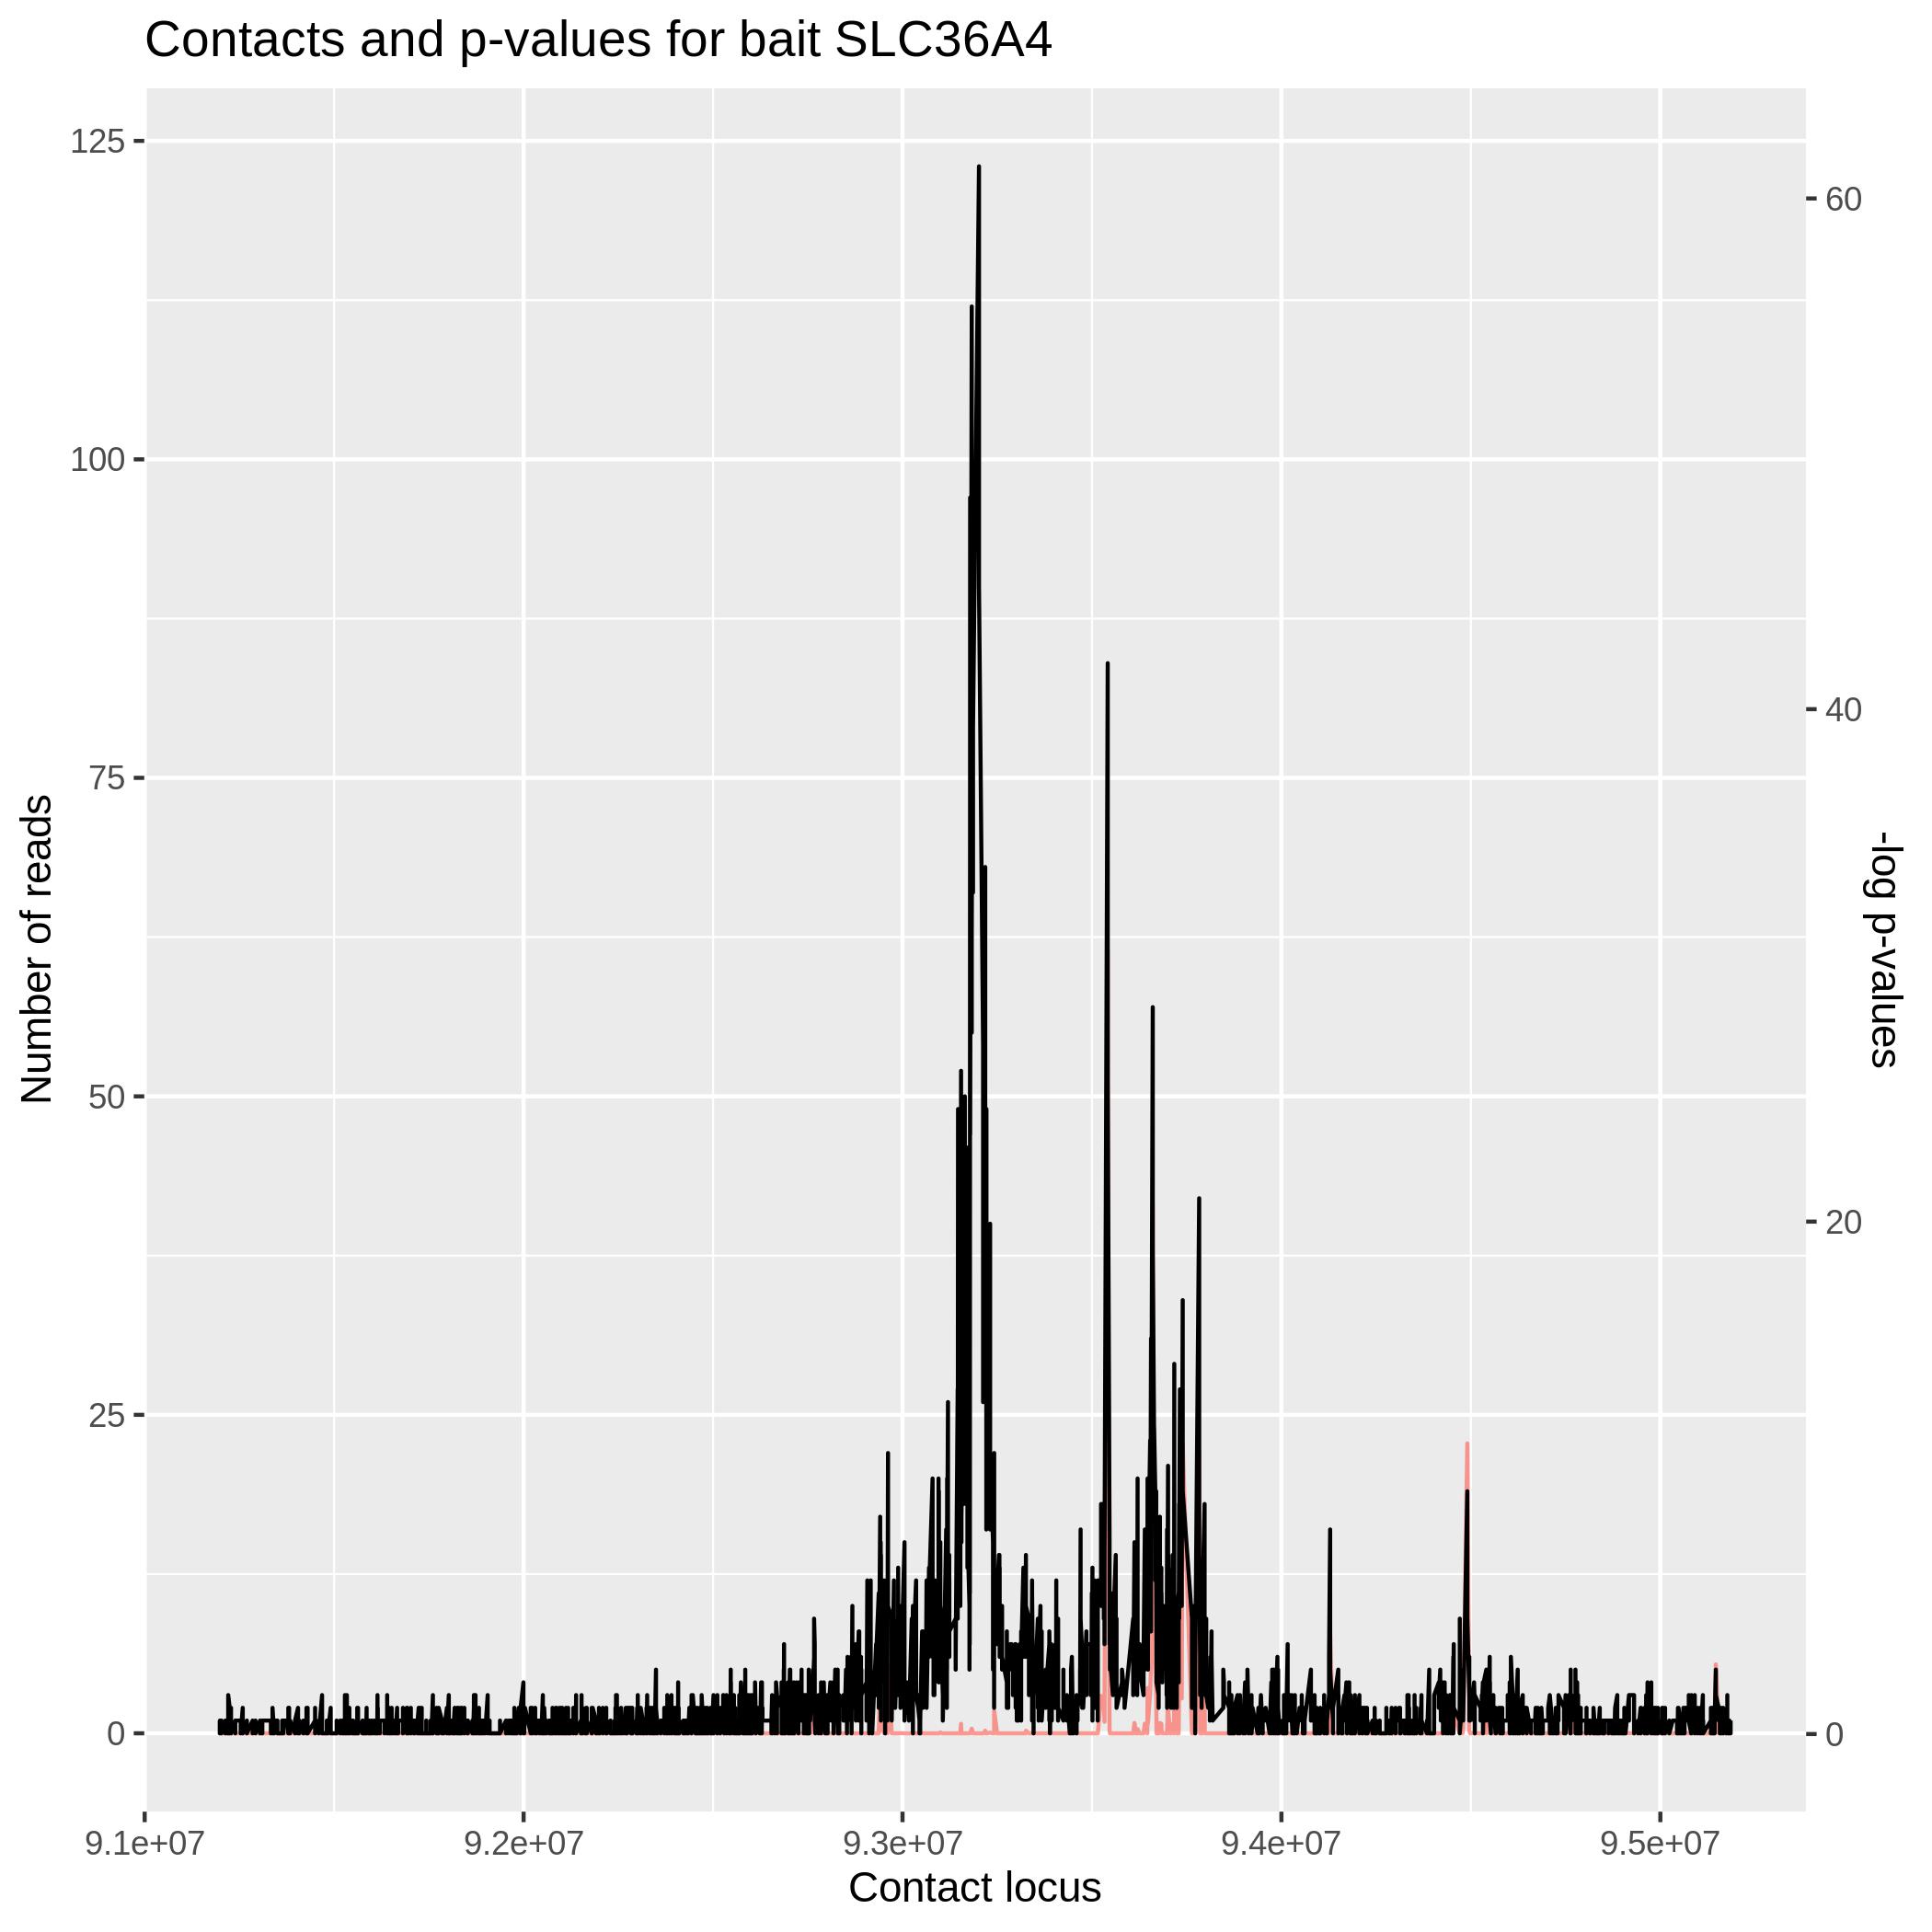 Contacts and p-values for bait SLC36A4
125
100
75
50
25
0
60
40
20
0
Number of reads
-log p-values
9.1e+07
9.2e+07
9.3e+07
9.4e+07
9.5e+07
Contact locus